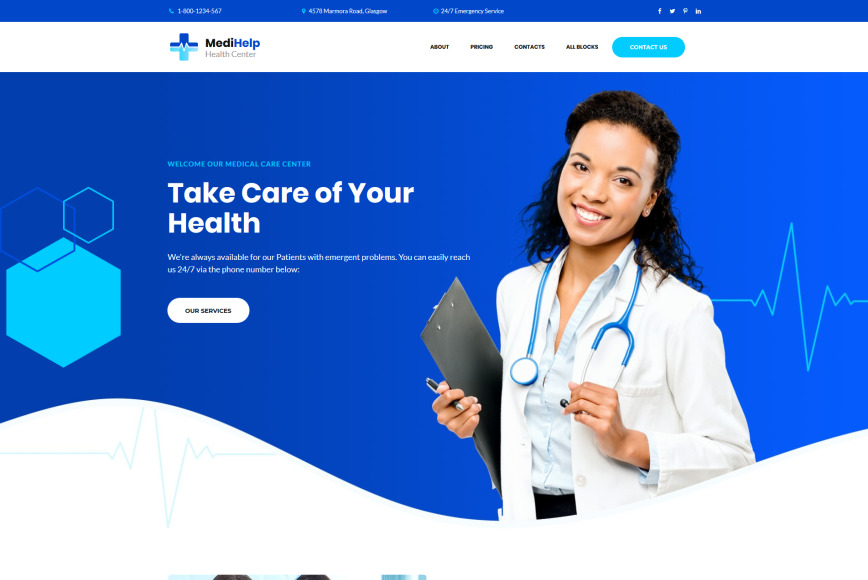 1-800-1234-567
4578 Marmora Road, Glasgow
24/7 Emergency Service
MediHelp
Health Center
ABOUT
PRICING
CONTACTS
ALL BLOCKS
CONTACT US
WELCOME OUR MEDICAL CARE CENTER
Take Care of Your
Health
We're always available for our Patients with emergent problems. You can easily reach
us 24/7 via the phone number below:
OUR SERVICES